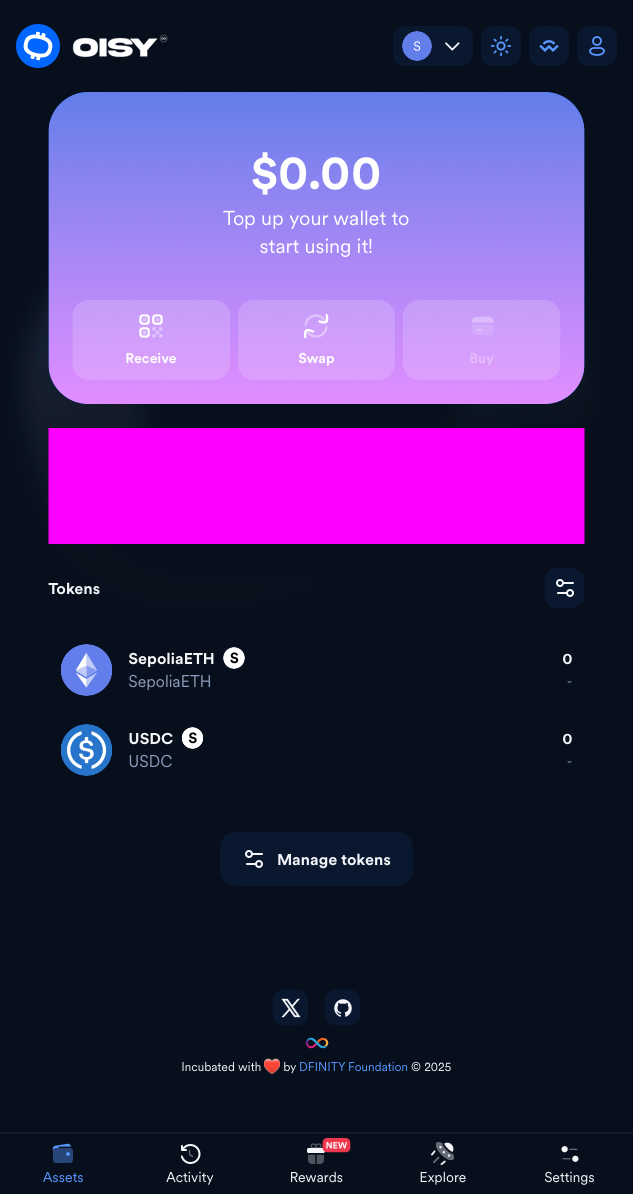 OISY
S
$0.00
Top up your wallet to
start using it!
Receive
Swap
Buy
Tokens
SepoliaETH S
0
SepoliaETH
-
USDC S
0
USDC
-
Manage tokens
Incubated with ❤️ by DFINITY Foundation © 2025
NEW
Assets
Activity
Rewards
Explore
Settings